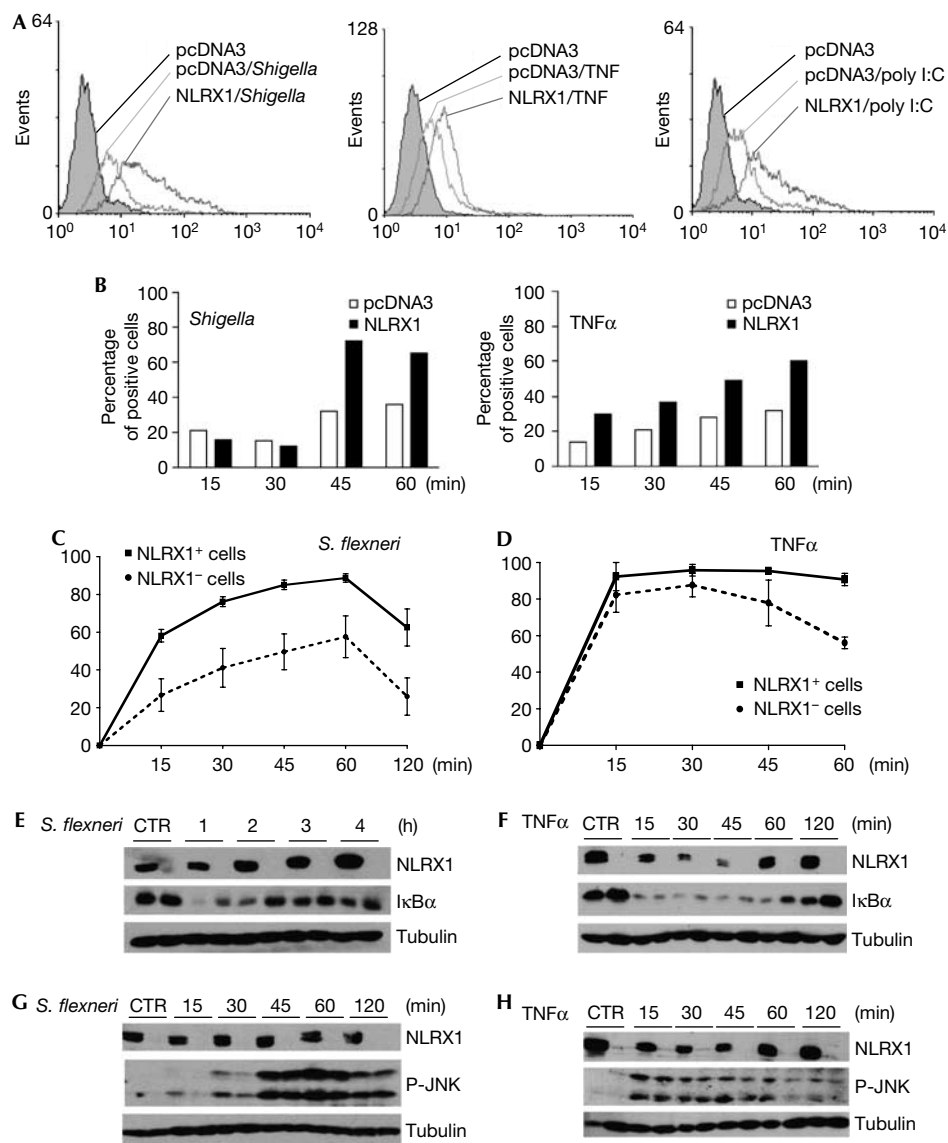 A
64
Events
0
10⁰ 10¹ 10² 10³ 10⁴
pcDNA3
pcDNA3/Shigella
NLRX1/Shigella
128
Events
0
10⁰ 10¹ 10² 10³ 10⁴
pcDNA3
pcDNA3/TNF
NLRX1/TNF
64
Events
0
10⁰ 10¹ 10² 10³ 10⁴
pcDNA3
pcDNA3/poly I:C
NLRX1/poly I:C
B
Percentage
of positive cells
100
80
60
40
20
0
Shigella
pcDNA3
NLRX1
15 30 45 60 (min)
Percentage
of positive cells
100
80
60
40
20
0
TNFα
pcDNA3
NLRX1
15 30 45 60 (min)
C
100
80
60
40
20
0
NLRX1⁺ cells
NLRX1⁻ cells
S. flexneri
15 30 45 60 120 (min)
D
100
80
60
40
20
0
TNFα
NLRX1⁺ cells
NLRX1⁻ cells
15 30 45 60 (min)
E S. flexneri CTR 1 2 3 4 (h)
NLRX1
IκBα
Tubulin
F TNFα CTR 15 30 45 60 120 (min)
NLRX1
IκBα
Tubulin
G S. flexneri CTR 15 30 45 60 120 (min)
NLRX1
P-JNK
Tubulin
H TNFα CTR 15 30 45 60 120 (min)
NLRX1
P-JNK
Tubulin